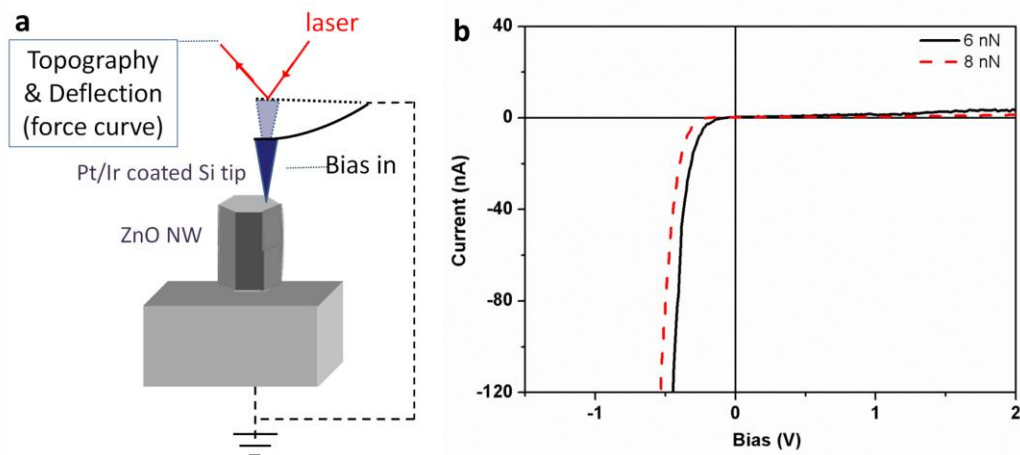 a
laser
Topography
& Deflection
(force curve)
Pt/Ir coated Si tip
Bias in
ZnO NW
b
6 nN
8 nN
40
0
-40
-80
-120
Current (nA)
-1
0
1
2
Bias (V)